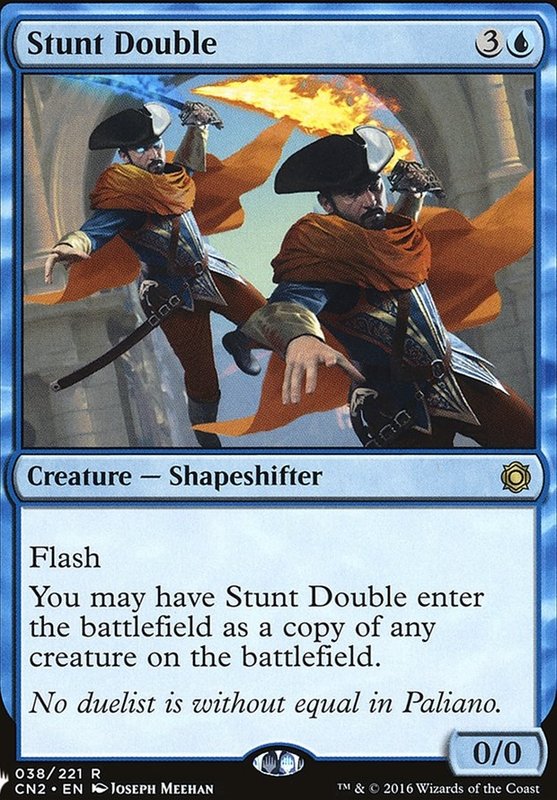 Stunt Double 3
Creature — Shapeshifter
Flash
You may have Stunt Double enter
the battlefield as a copy of any
creature on the battlefield.
No duelist is without equal in Paliano.
0/0
038/221 R
CN2 • EN Joseph Meehan
™ & © 2016 Wizards of the Coast